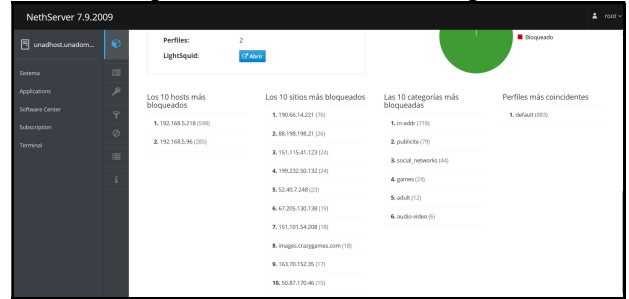 NethServer 7.9.2009
root
unadhost.unadom...
Sistema
Applications
Software Center
Subscription
Terminal
Perfiles: 2
LightSquid: Abrir
Bloqueado
Los 10 hosts más bloqueados
1. 192.168.5.218 (598)
2. 192.168.5.96 (285)
Los 10 sitios más bloqueados
1. 190.66.14.221 (76)
2. 88.198.198.21 (26)
3. 151.115.41.123 (24)
4. 199.232.50.132 (24)
5. 52.40.7.248 (23)
6. 67.205.130.138 (19)
7. 151.101.54.208 (18)
8. images.crazygames.com (18)
9. 163.70.152.35 (17)
10. 50.87.170.46 (15)
Las 10 categorías más bloqueadas
1. in-addr (718)
2. publicite (79)
3. social_networks (44)
4. games (24)
5. adult (12)
6. audio-video (6)
Perfiles más coincidentes
1. default (883)